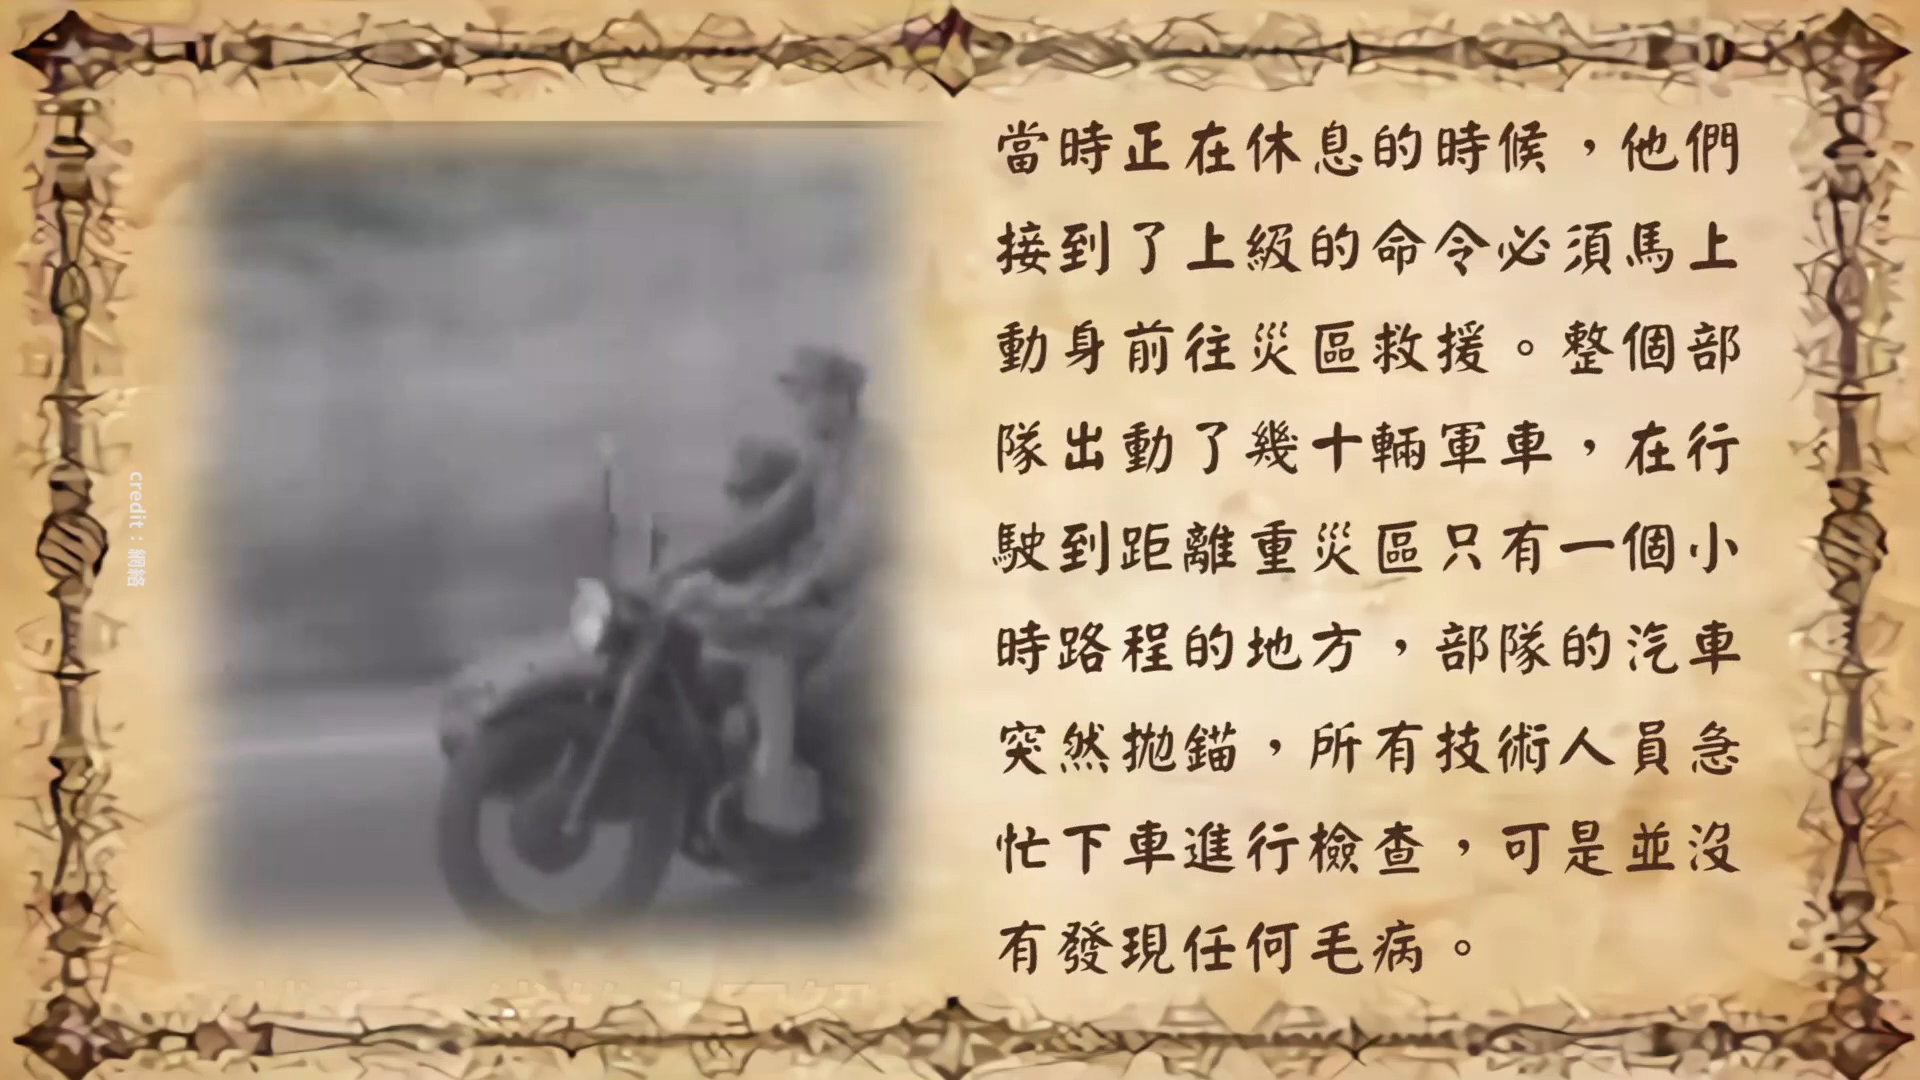 當時正在休息的時候，他們
接到了上級的命令必須馬上
動身前往災區救援。整個部
隊出動了幾十輛軍車，在行
駛到距離重災區只有一個小
時路程的地方，部隊的汽車
突然拋錨，所有技術人員急
忙下車進行檢查，可是並沒
有發現任何毛病。
credit：網絡